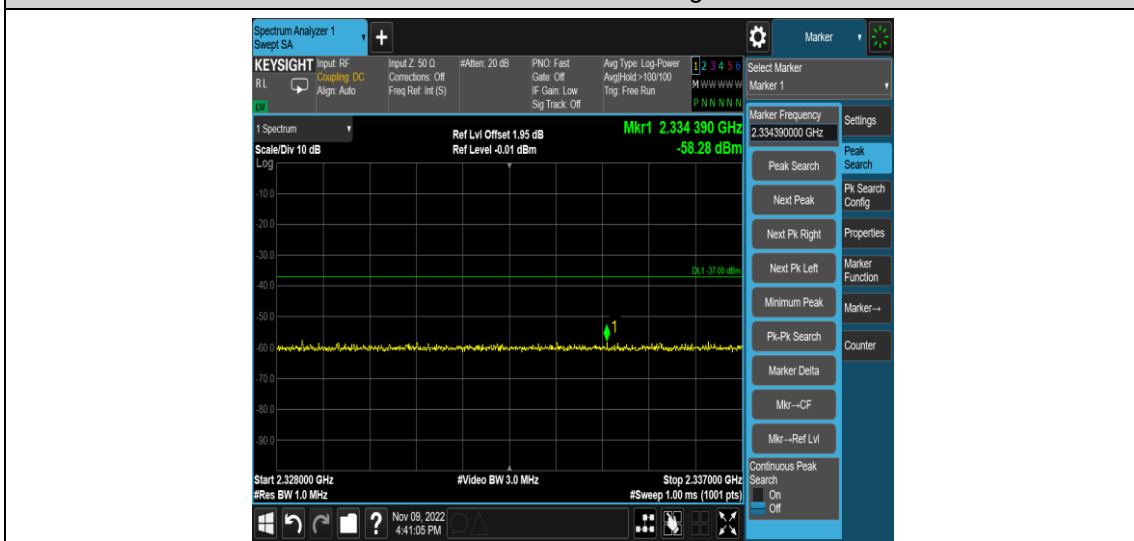 Spectrum Analyzer 1
Swept SA
+
Marker
KEYSIGHT
RL
LV
Input: RF
Coupling: DC
Align: Auto
Input Z: 50 Ω
Corrections: Off
Freq Ref: Int (S)
#Atten: 20 dB
PNO: Fast
Gate: Off
IF Gain: Low
Sig Track: Off
Avg Type: Log-Power
Avg|Hold:>100/100
Trig: Free Run
1 2 3 4 5 6
M W W W W W
P N N N N N
Select Marker
Marker 1
1 Spectrum
Scale/Div 10 dB
Log
Ref Lvl Offset 1.95 dB
Ref Level -0.01 dBm
Mkr1 2.334 390 GHz
-58.28 dBm
-10.0
-20.0
-30.0
DL1 -37.00 dBm
-40.0
-50.0
1
-60.0
-70.0
-80.0
-90.0
Start 2.328000 GHz
#Res BW 1.0 MHz
#Video BW 3.0 MHz
Stop 2.337000 GHz
#Sweep 1.00 ms (1001 pts)
Marker Frequency
2.334390000 GHz
Peak Search
Next Peak
Next Pk Right
Next Pk Left
Minimum Peak
Pk-Pk Search
Marker Delta
Mkr→CF
Mkr→Ref Lvl
Continuous Peak
Search
On
Off
Settings
Peak
Search
Pk Search
Config
Properties
Marker
Function
Marker→
Counter
?
Nov 09, 2022
4:41:05 PM